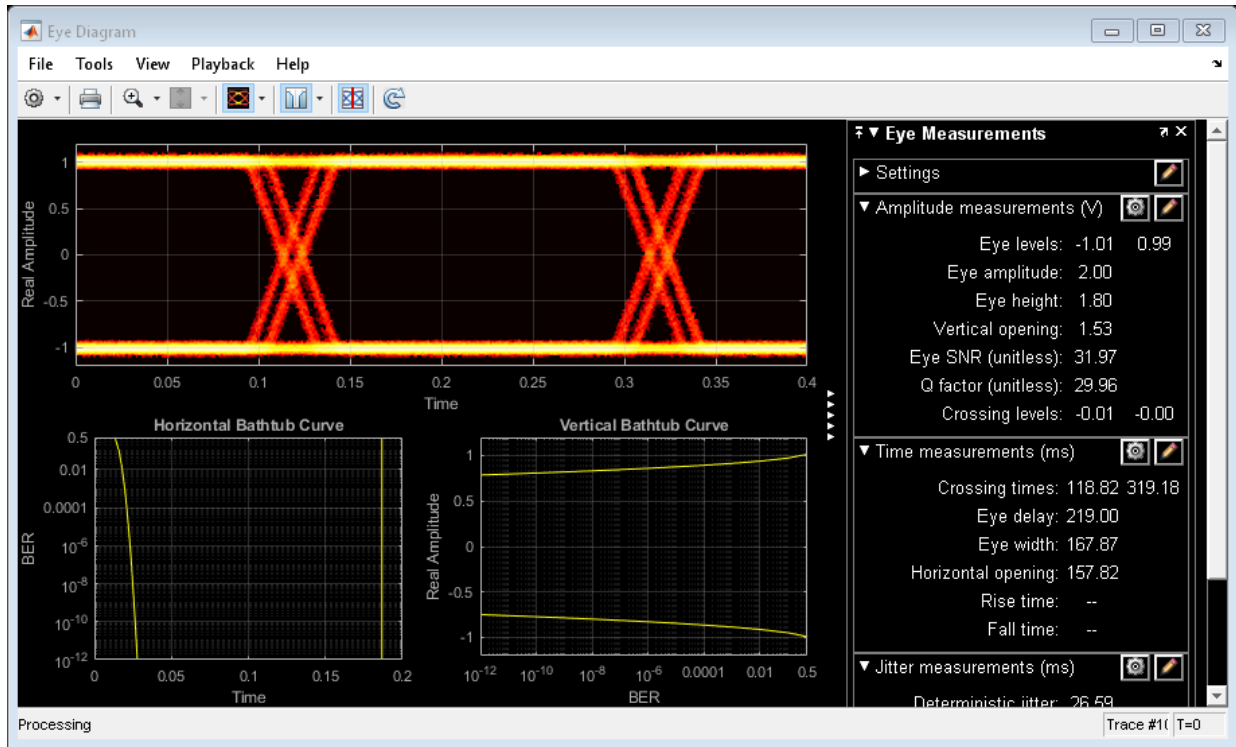 Eye Diagram
File Tools View Playback Help
1
0.5
0
-0.5
-1
Real Amplitude
0 0.05 0.1 0.15 0.2 0.25 0.3 0.35 0.4
Time
Horizontal Bathtub Curve
0.5
0.01
0.0001
10^-6
10^-8
10^-10
10^-12
BER
0 0.05 0.1 0.15 0.2
Time
Vertical Bathtub Curve
1
0.5
0
-0.5
-1
Real Amplitude
10^-12 10^-10 10^-8 10^-6 0.0001 0.01 0.5
BER
Eye Measurements
Settings
Amplitude measurements (V)
Eye levels: -1.01 0.99
Eye amplitude: 2.00
Eye height: 1.80
Vertical opening: 1.53
Eye SNR (unitless): 31.97
Q factor (unitless): 29.96
Crossing levels: -0.01 -0.00
Time measurements (ms)
Crossing times: 118.82 319.18
Eye delay: 219.00
Eye width: 167.87
Horizontal opening: 157.82
Rise time: --
Fall time: --
Jitter measurements (ms)
Deterministic jitter: 26.59
Processing
Trace #1 T=0